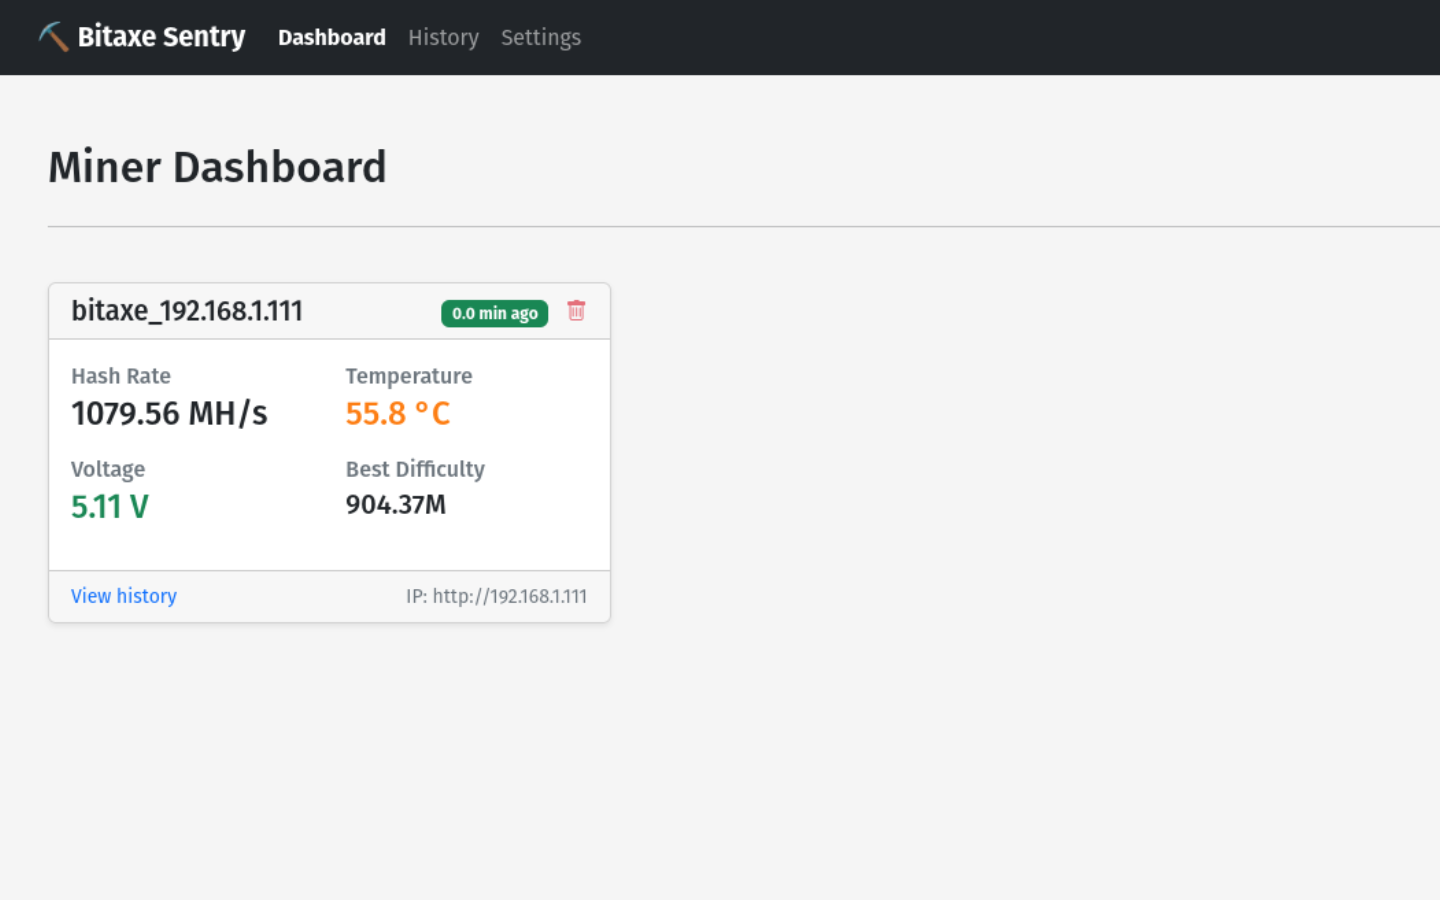 Bitaxe Sentry Dashboard History Settings
Miner Dashboard
bitaxe_192.168.1.111 0.0 min ago
Hash Rate Temperature
1079.56 MH/s 55.8 °C
Voltage Best Difficulty
5.11 V 904.37M
View history IP: http://192.168.1.111